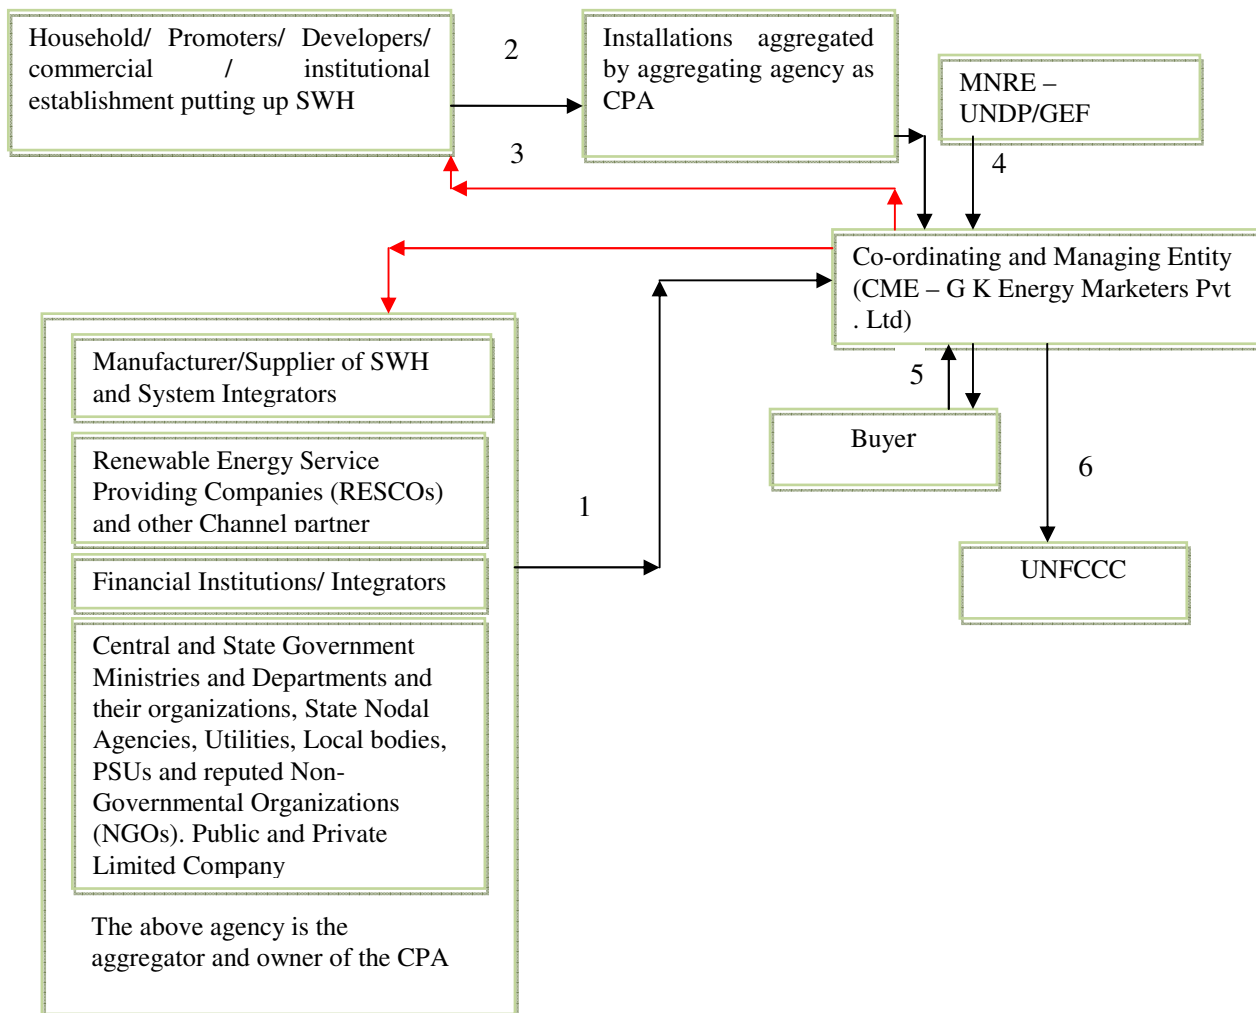 Household/ Promoters/ Developers/
commercial / institutional
establishment putting up SWH
2
Installations aggregated
by aggregating agency as
CPA
MNRE –
UNDP/GEF
3
4
Co-ordinating and Managing Entity
(CME – G K Energy Marketers Pvt
. Ltd)
Manufacturer/Supplier of SWH
and System Integrators
Renewable Energy Service
Providing Companies (RESCOs)
and other Channel partner
Financial Institutions/ Integrators
Central and State Government
Ministries and Departments and
their organizations, State Nodal
Agencies, Utilities, Local bodies,
PSUs and reputed Non-
Governmental Organizations
(NGOs). Public and Private
Limited Company
The above agency is the
aggregator and owner of the CPA
1
5
Buyer
6
UNFCCC